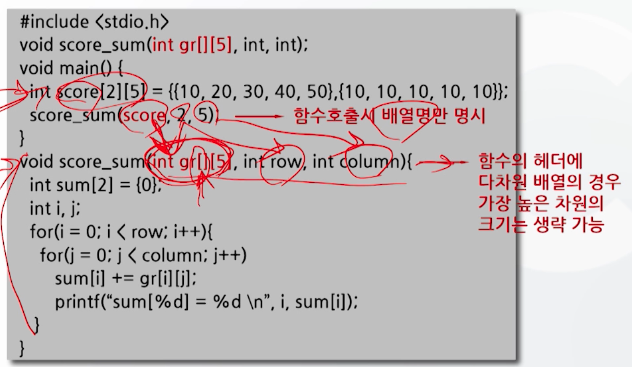 #include <stdio.h>
void score_sum(int gr[][5], int, int);
void main() {
int score[2][5] = {{10, 20, 30, 40, 50},{10, 10, 10, 10, 10}};
score_sum(score, 2, 5); 함수호출시 배열명만 명시
}
void score_sum(int gr[][5], int row, int column){ 함수의 헤더에
다차원 배열의 경우
int sum[2] = {0};
가장 높은 차원의
int i, j;
크기는 생략 가능
for(i = 0; i < row; i++){
for(j = 0; j < column; j++)
sum[i] += gr[i][j];
printf("sum[%d] = %d \n", i, sum[i]);
}
}